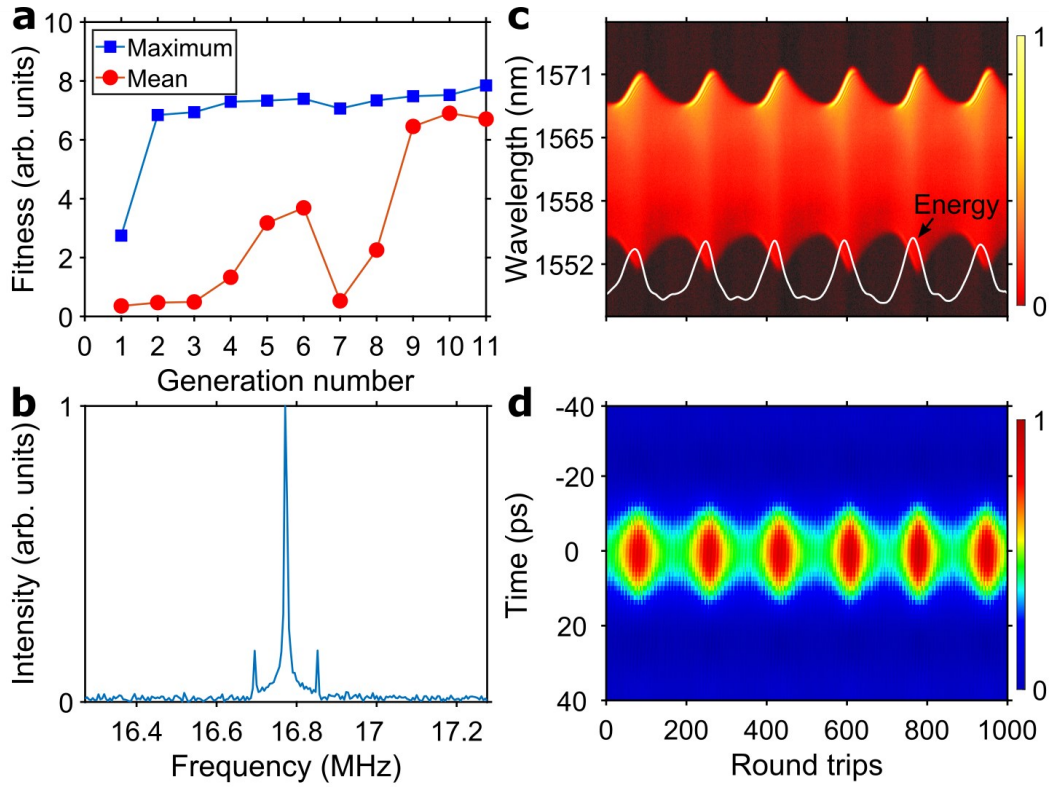 a
Fitness (arb. units)
10
8
6
4
2
0
Maximum
Mean
0 1 2 3 4 5 6 7 8 9 10 11
Generation number
c
Wavelength (nm)
1571
1565
1558
1552
Energy
1
0
b
Intensity (arb. units)
1
0
16.4 16.6 16.8 17 17.2
Frequency (MHz)
d
Time (ps)
-40
-20
0
20
40
0 200 400 600 800 1000
Round trips
1
0